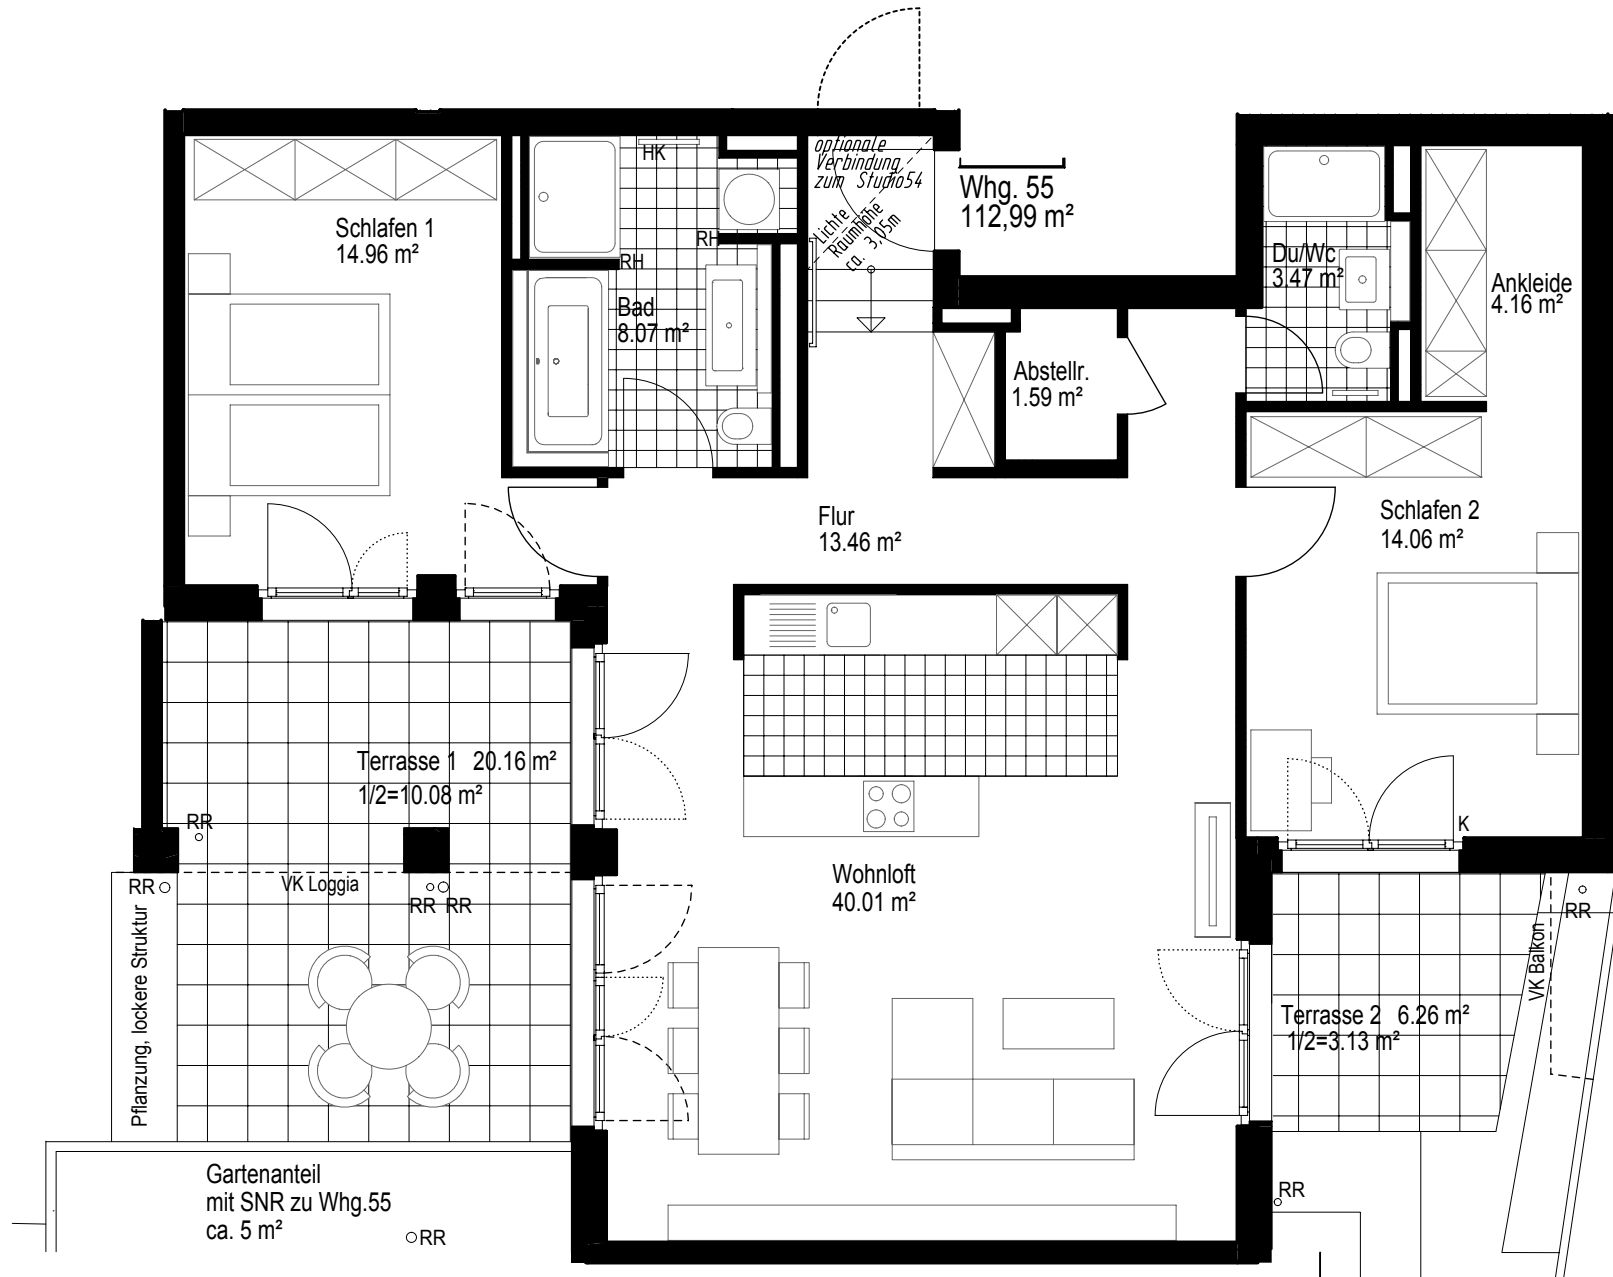 optionale
Verbindung
zum Studio54
Lichte
Raumhöhe
ca. 3,05m
Whg. 55
112,99 m²
HK
RH
RH
Schlafen 1
14.96 m²
Bad
8.07 m²
Du/Wc
3.47 m²
Ankleide
4.16 m²
Abstellr.
1.59 m²
Flur
13.46 m²
Schlafen 2
14.06 m²
K
Terrasse 1 20.16 m²
1/2=10.08 m²
RR
RR
VK Loggia
RR RR
Pflanzung, lockere Struktur
Wohnloft
40.01 m²
RR
VK Balkon
Terrasse 2 6.26 m²
1/2=3.13 m²
Gartenanteil
mit SNR zu Whg.55
ca. 5 m²
RR
RR